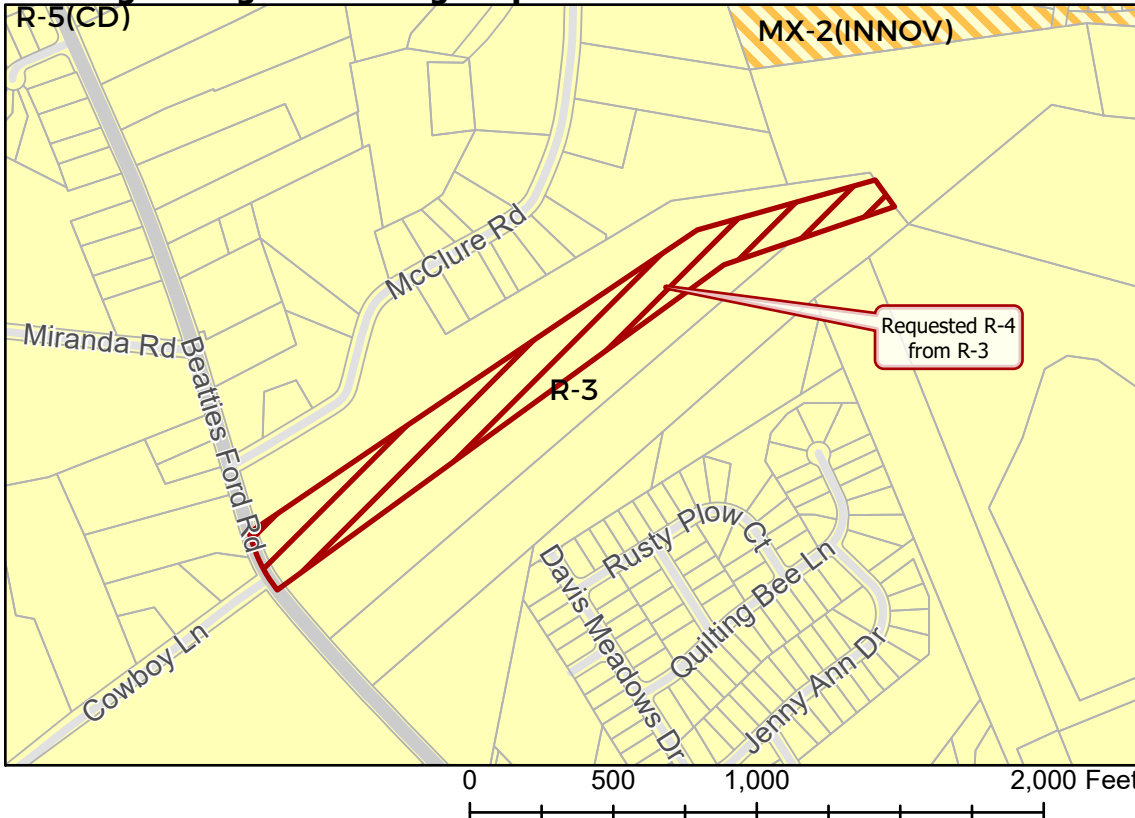 R-5(CD)
MX-2(INNOV)
McClure Rd
Miranda Rd
Beatties Ford Rd
Requested R-4
from R-3
R-3
Rusty Plow Ct
Davis Meadows Dr
Quilting Bee Ln
Cowboy Ln
Jenny Ann Dr
0 500 1,000 2,000 Feet